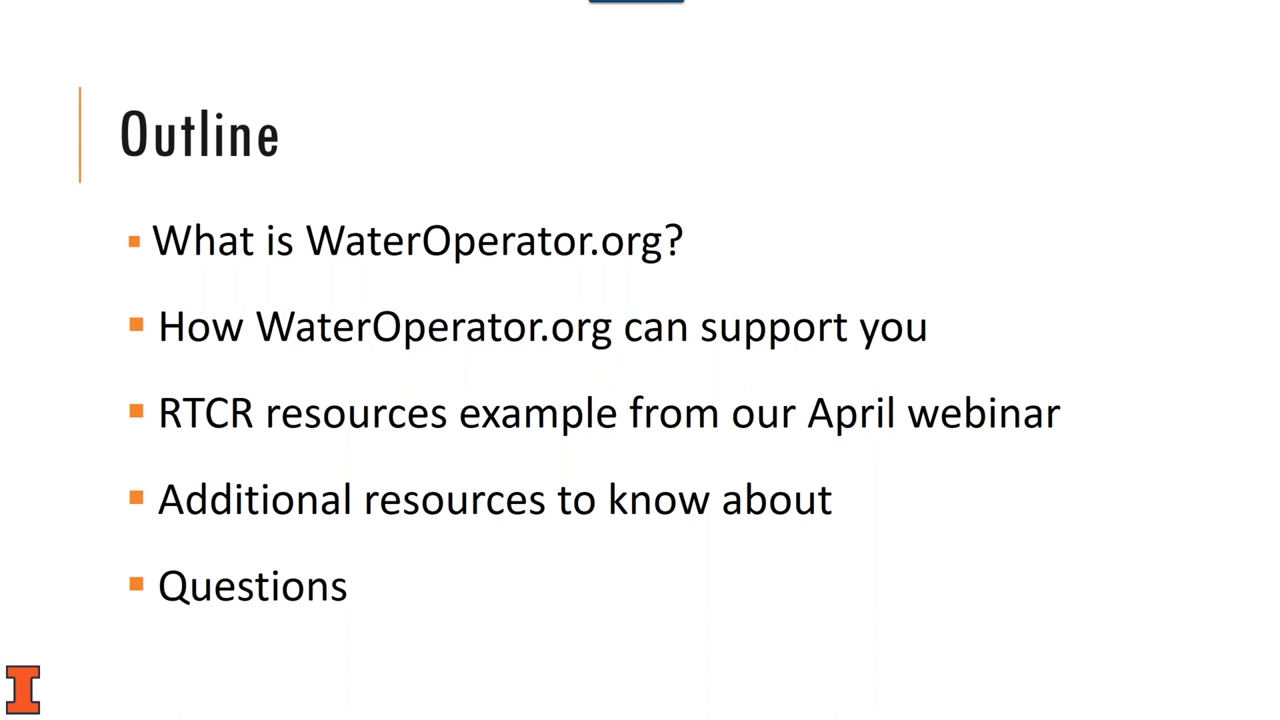 Outline
What is WaterOperator.org?
How WaterOperator.org can support you
RTCR resources example from our April webinar
Additional resources to know about
Questions
I